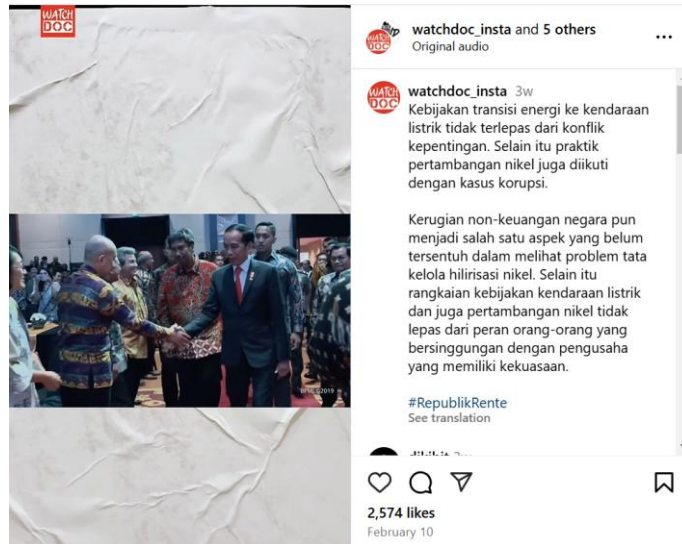 WATCH
DOC
watchdoc_insta and 5 others
Original audio
WATCH
DOC
watchdoc_insta 3w
Kebijakan transisi energi ke kendaraan
listrik tidak terlepas dari konflik
kepentingan. Selain itu praktik
pertambangan nikel juga diikuti
dengan kasus korupsi.
Kerugian non-keuangan negara pun
menjadi salah satu aspek yang belum
tersentuh dalam melihat problem tata
kelola hilirisasi nikel. Selain itu
rangkaian kebijakan kendaraan listrik
dan juga pertambangan nikel tidak
lepas dari peran orang-orang yang
bersinggungan dengan pengusaha
yang memiliki kekuasaan.
#RepublikRente
See translation
2,574 likes
February 10